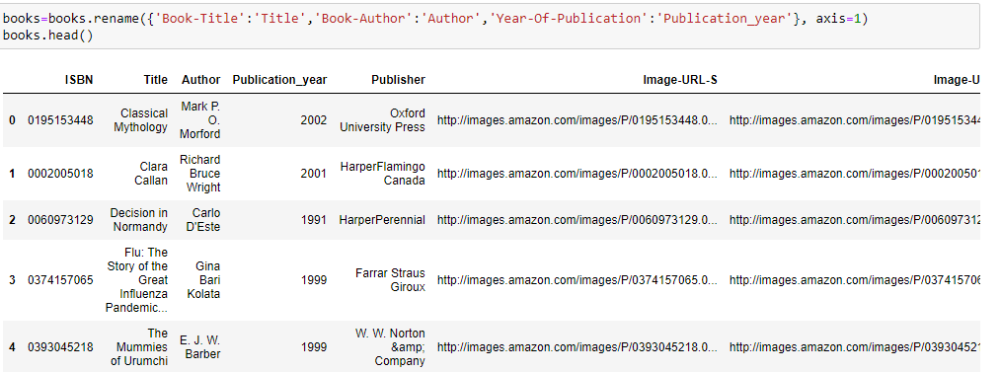 books=books.rename({'Book-Title':'Title','Book-Author':'Author','Year-Of-Publication':'Publication_year'}, axis=1)
books.head()
ISBN Title Author Publication_year Publisher Image-URL-S Image-U
0 0195153448 Classical Mythology Mark P. O. Morford 2002 Oxford University Press http://images.amazon.com/images/P/0195153448.0... http://images.amazon.com/images/P/019515344
1 0002005018 Clara Callan Richard Bruce Wright 2001 HarperFlamingo Canada http://images.amazon.com/images/P/0002005018.0... http://images.amazon.com/images/P/000200501
2 0060973129 Decision in Normandy Carlo D'Este 1991 HarperPerennial http://images.amazon.com/images/P/0060973129.0... http://images.amazon.com/images/P/006097312
3 0374157065 Flu: The Story of the Great Influenza Pandemic... Gina Bari Kolata 1999 Farrar Straus Giroux http://images.amazon.com/images/P/0374157065.0... http://images.amazon.com/images/P/037415706
4 0393045218 The Mummies of Urumchi E. J. W. Barber 1999 W. W. Norton &amp; Company http://images.amazon.com/images/P/0393045218.0... http://images.amazon.com/images/P/039304521